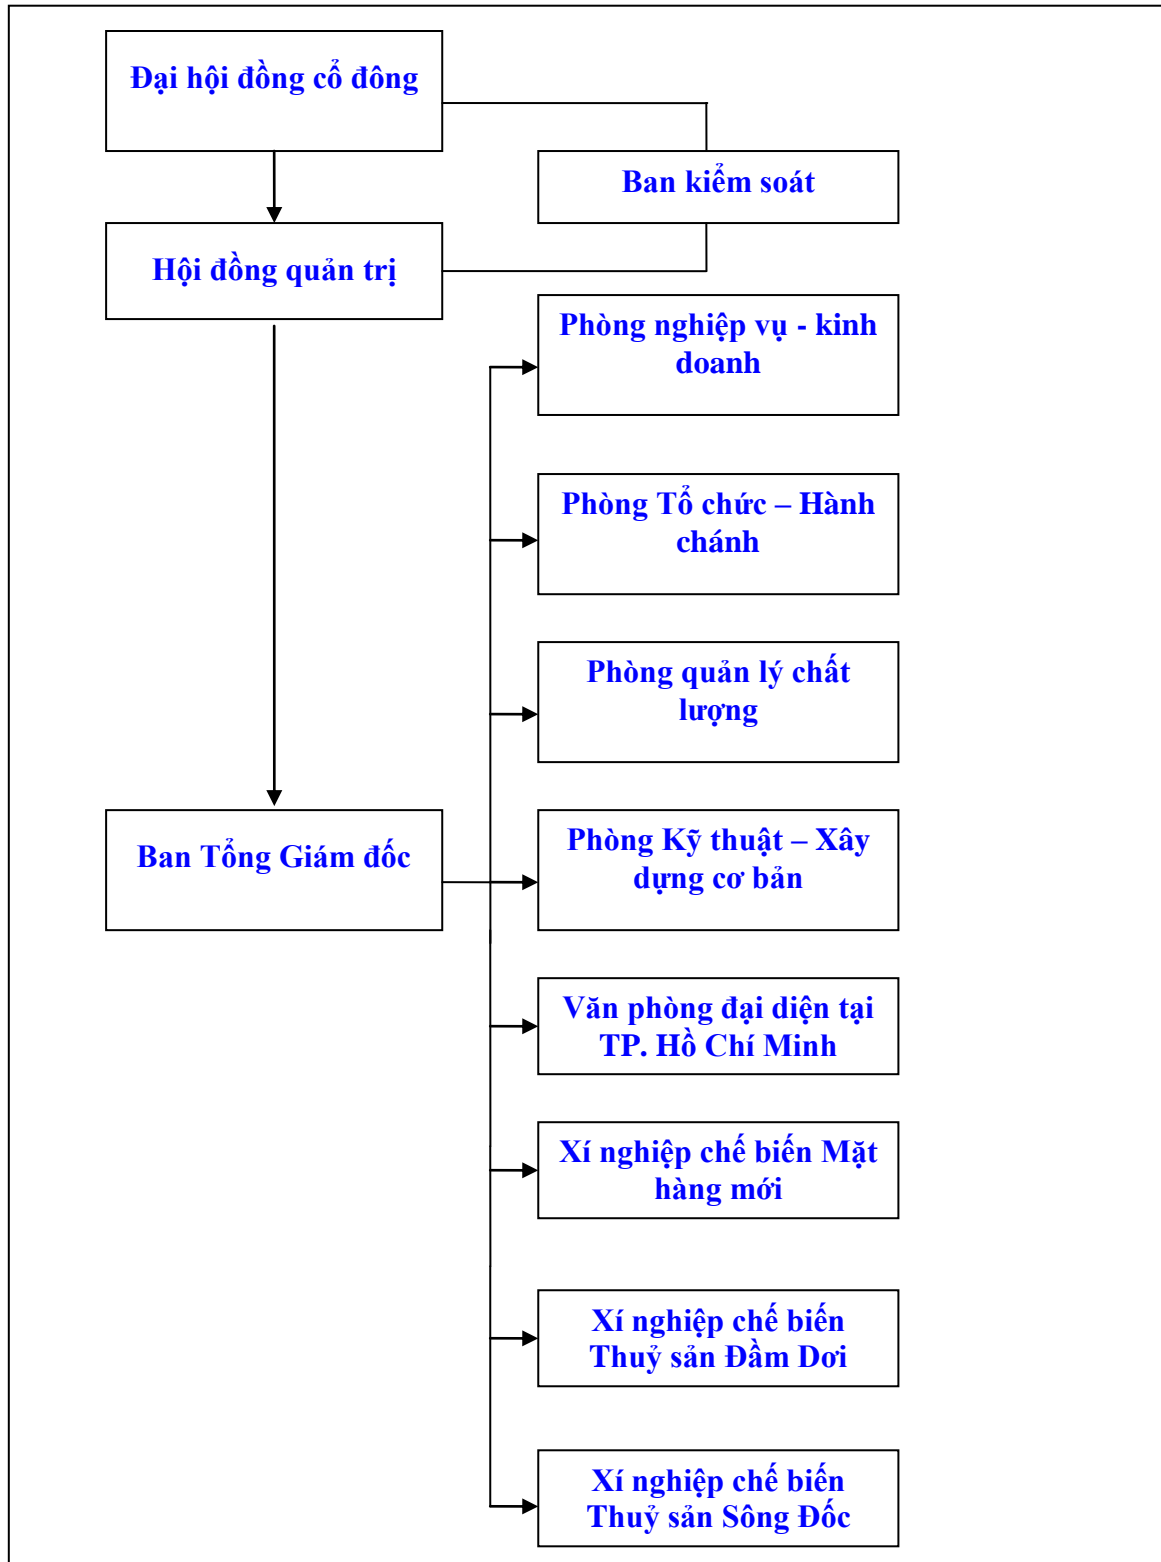 Đại hội đồng cổ đông
Ban kiểm soát
Hội đồng quản trị
Phòng nghiệp vụ - kinh
doanh
Phòng Tổ chức – Hành
chánh
Phòng quản lý chất
lượng
Ban Tổng Giám đốc
Phòng Kỹ thuật – Xây
dựng cơ bản
Văn phòng đại diện tại
TP. Hồ Chí Minh
Xí nghiệp chế biến Mặt
hàng mới
Xí nghiệp chế biến
Thuỷ sản Đầm Dơi
Xí nghiệp chế biến
Thuỷ sản Sông Đốc